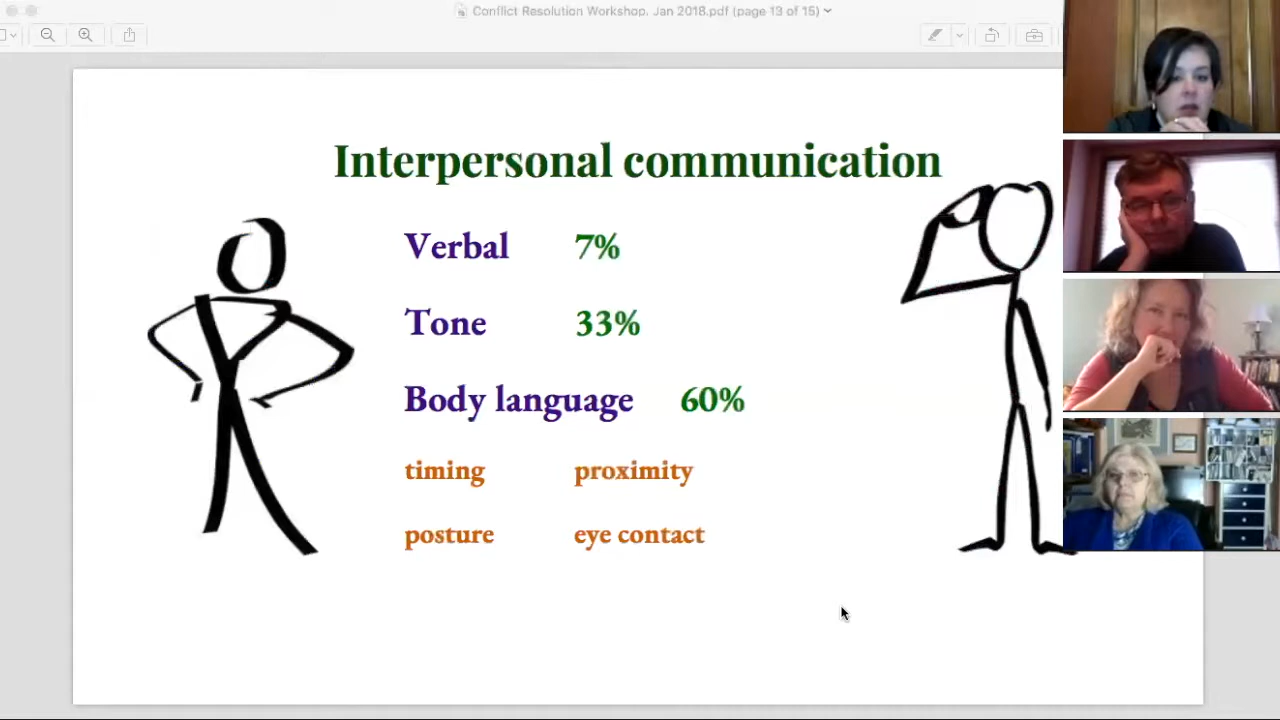 Conflict Resolution Workshop, Jan 2018.pdf (page 13 of 15)
Interpersonal communication
Verbal 7%
Tone 33%
Body language 60%
timing proximity
posture eye contact